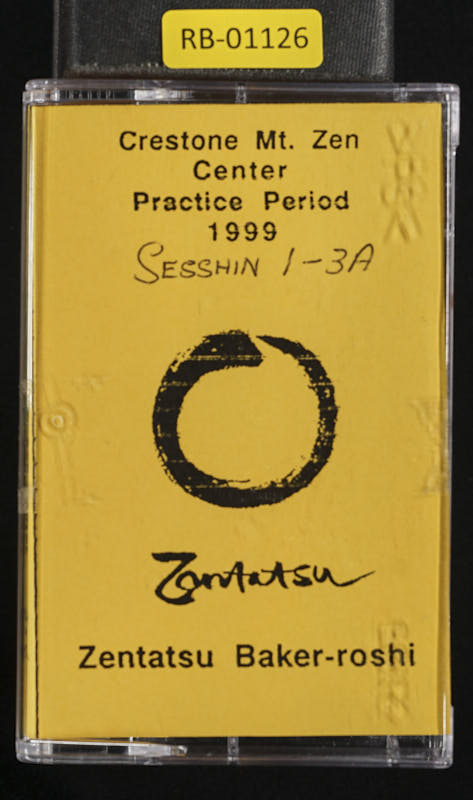 RB-01126
Crestone Mt. Zen
Center
Practice Period
1999
SESSHIN 1-3A
Zentatsu
Zentatsu Baker-roshi